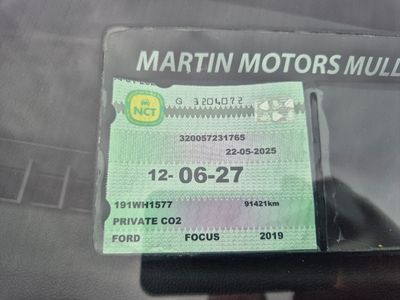 MARTIN MOTORS MULL
NCT
G 3204072
320057231765
22-05-2025
12- 06-27
191WH1577 91421km
PRIVATE CO2
FORD FOCUS 2019